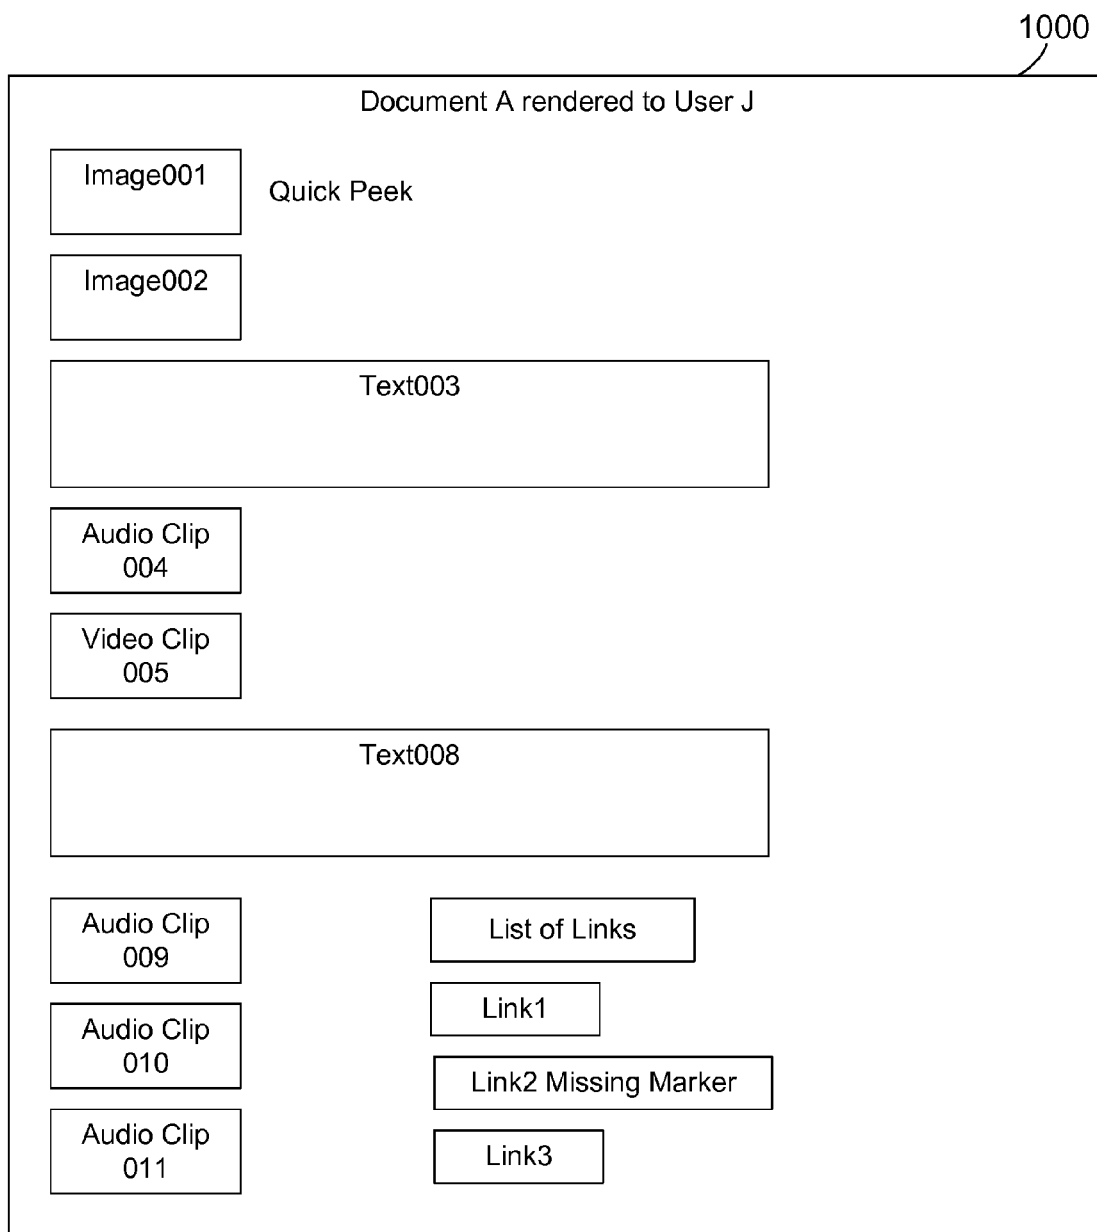 1000
Document A rendered to User J
Image001
Quick Peek
Image002
Text003
Audio Clip
004
Video Clip
005
Text008
Audio Clip
009
List of Links
Link1
Audio Clip
010
Link2 Missing Marker
Audio Clip
011
Link3